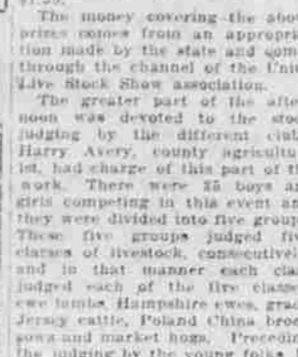 The money covering the abov
prizes comes from an appropri
tion made by the state and com
through the channel of the Unio
Live Stock Show association.
The greater part of the after
noon was devoted to the stoc
judging by the different club
Harry Avery, county agricultu
ist, had charge of this part of th
work. There were 35 boys an
girls competing in this event an
they were divided into five group
These five groups judged five
classes of livestock, consecutivel
and in that manner each clas
judged each of the five classe
ewe lambs, Hampshire ewes, grad
Jersey cattle, Poland China broo
sows and market hogs. Precedin
the judging by the young folks